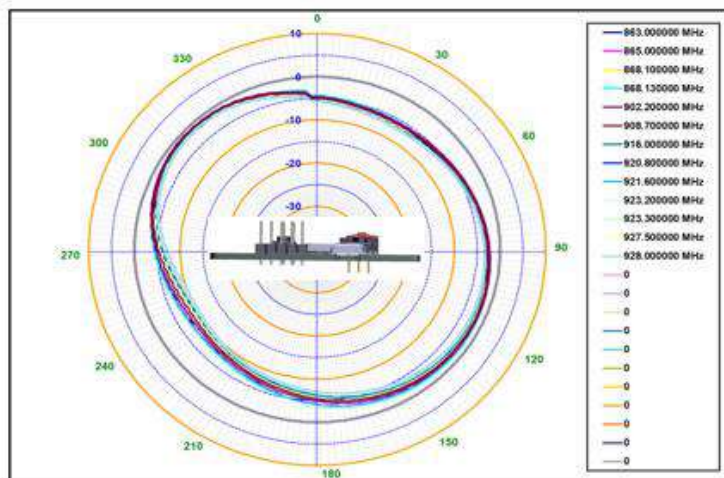 0
10
30
330
0
-10
60
300
-20
-30
270
90
240
120
210
150
180
863.000000 MHz
865.000000 MHz
868.100000 MHz
868.130000 MHz
902.200000 MHz
908.700000 MHz
916.000000 MHz
920.800000 MHz
921.600000 MHz
923.200000 MHz
923.300000 MHz
927.500000 MHz
928.000000 MHz
0
0
0
0
0
0
0
0
0
0
0